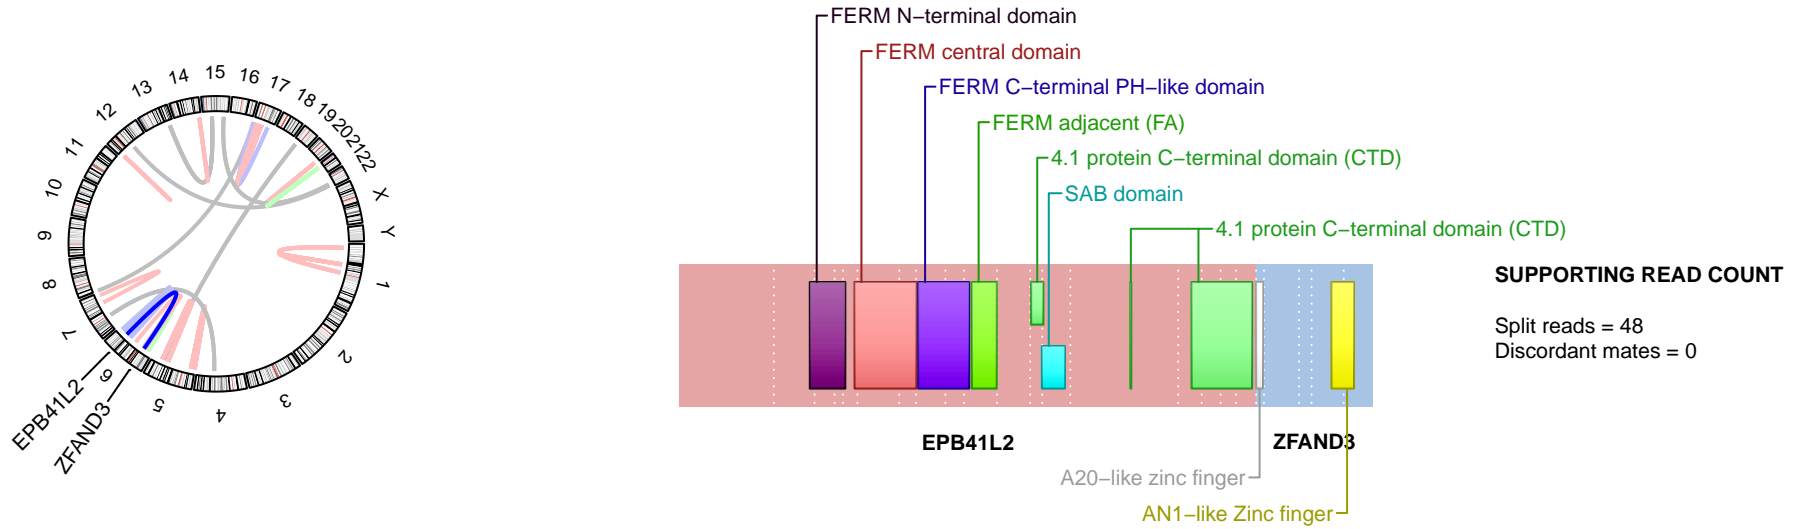 FERM N−terminal domain
FERM central domain
FERM C−terminal PH−like domain
FERM adjacent (FA)
4.1 protein C−terminal domain (CTD)
SAB domain
4.1 protein C−terminal domain (CTD)
1
2
3
4
5
6
7
8
9
10
11
12
13
14
15
16
17
18
19
20
21
22
X
Y
EPB41L2
ZFAND3
EPB41L2
ZFAND3
A20−like zinc finger
AN1−like Zinc finger
SUPPORTING READ COUNT
Split reads = 48
Discordant mates = 0